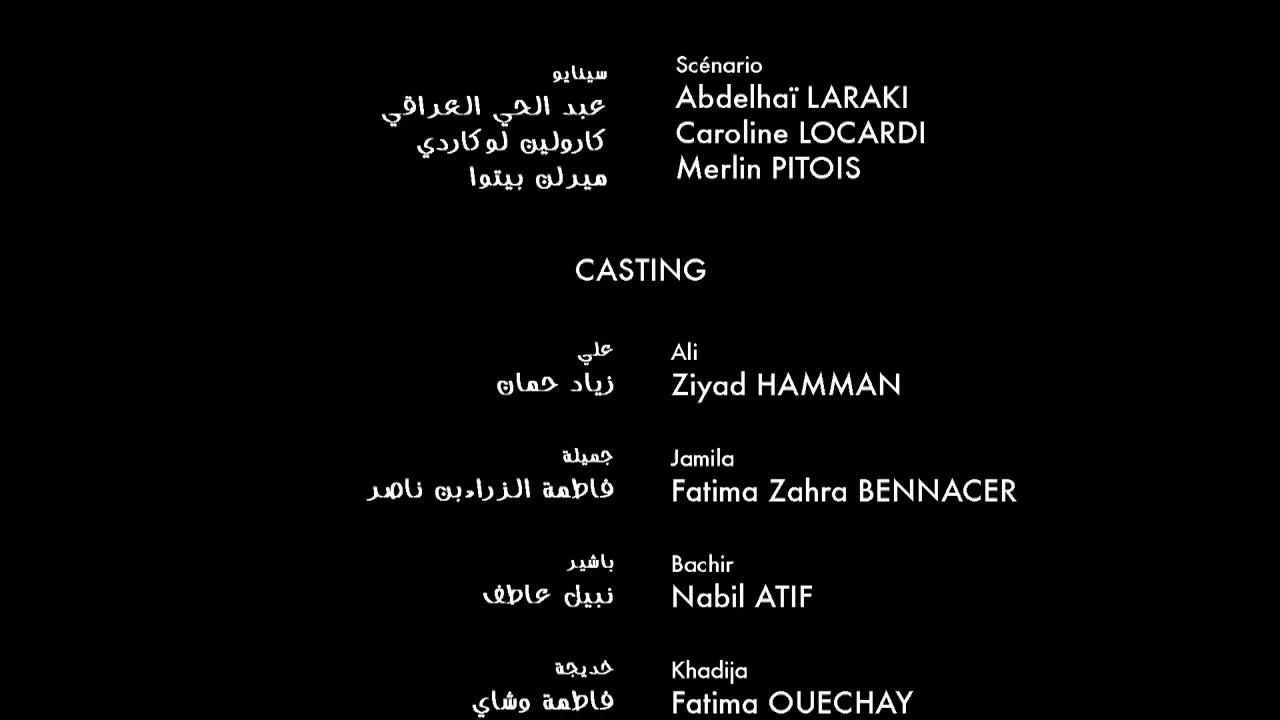 سينايو
Scénario
عبد الحي العراقي
Abdelhaï LARAKI
كارولين لوكاردي
Caroline LOCARDI
ميرلن بيتوا
Merlin PITOIS
CASTING
علي
Ali
زياد حمان
Ziyad HAMMAN
جميلة
Jamila
فاطمة الزراءبن ناصر
Fatima Zahra BENNACER
باشير
Bachir
نبيل عاطف
Nabil ATIF
خديجة
Khadija
فاطمة وشاي
Fatima OUECHAY